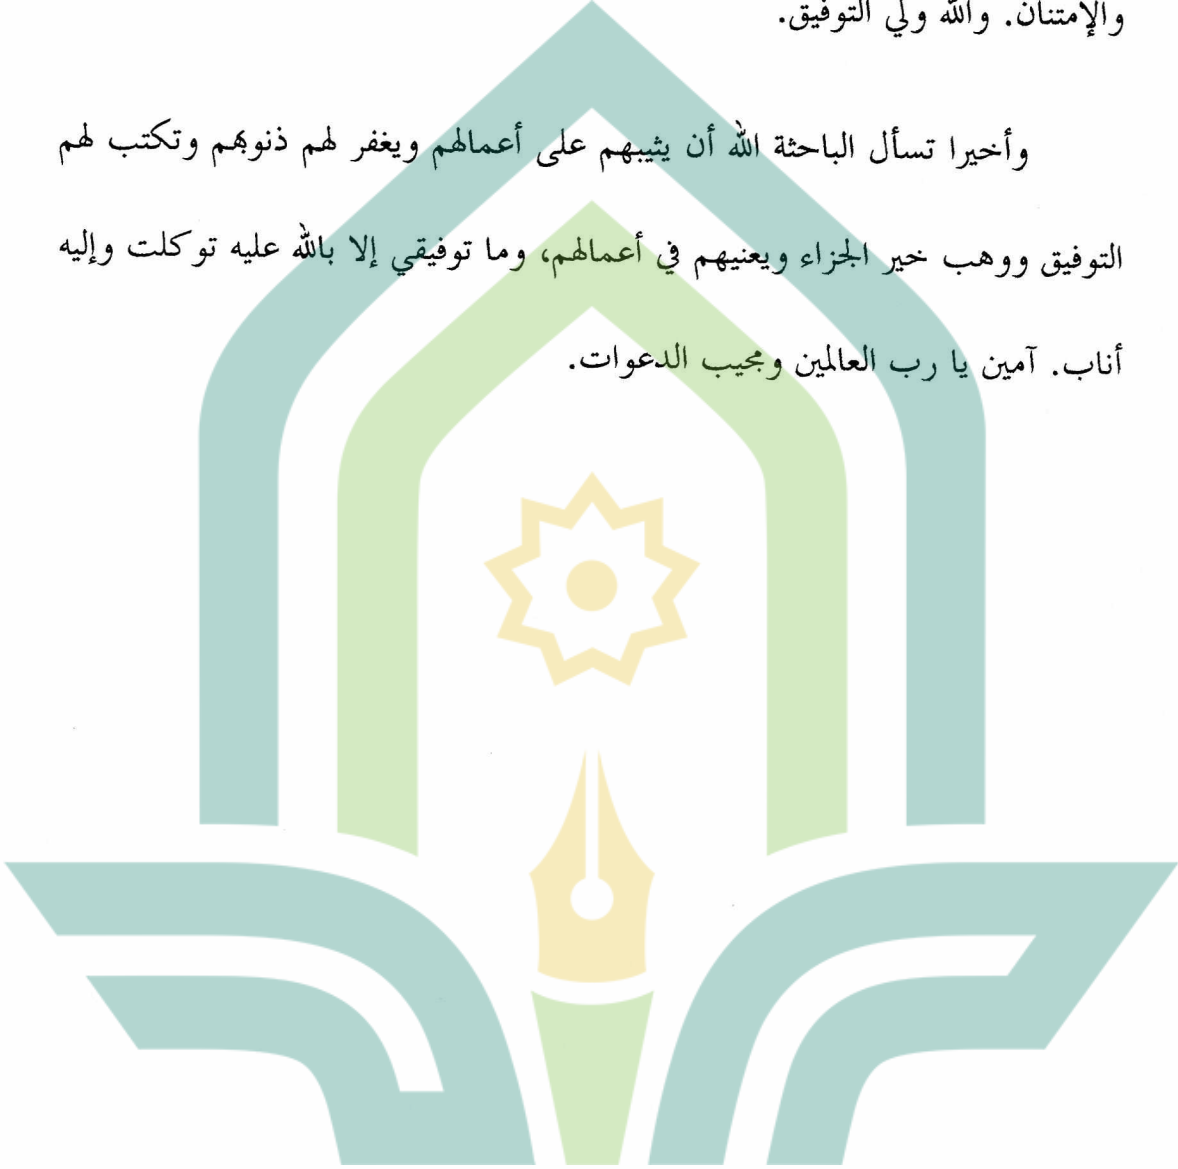 والإمتنان. والله ولي التوفيق.
وأخيرا تسأل الباحثة الله أن يثيبهم على أعمالهم ويغفر لهم ذنوبهم وتكتب لهم
التوفيق ووهب خير الجزاء ويعنيهم في أعمالهم، وما توفيقي إلا بالله عليه توكلت وإليه
أناب. آمين يا رب العالمين ومجيب الدعوات.